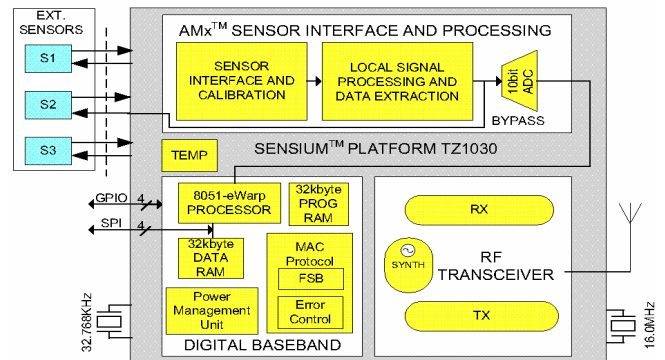 EXT.
SENSORS
S1
S2
S3
AMx™ SENSOR INTERFACE AND PROCESSING
SENSOR
INTERFACE AND
CALIBRATION
LOCAL SIGNAL
PROCESSING AND
DATA EXTRACTION
10bit
ADC
BYPASS
TEMP
SENSIUM™ PLATFORM TZ1030
GPIO 4
SPI 4
8051-eWarp
PROCESSOR
32kbyte
PROG
RAM
32kbyte
DATA
RAM
MAC
Protocol
FSB
Error
Control
Power
Management
Unit
DIGITAL BASEBAND
RX
SYNTH
RF
TRANSCEIVER
TX
32.768KHz
16.0MHz